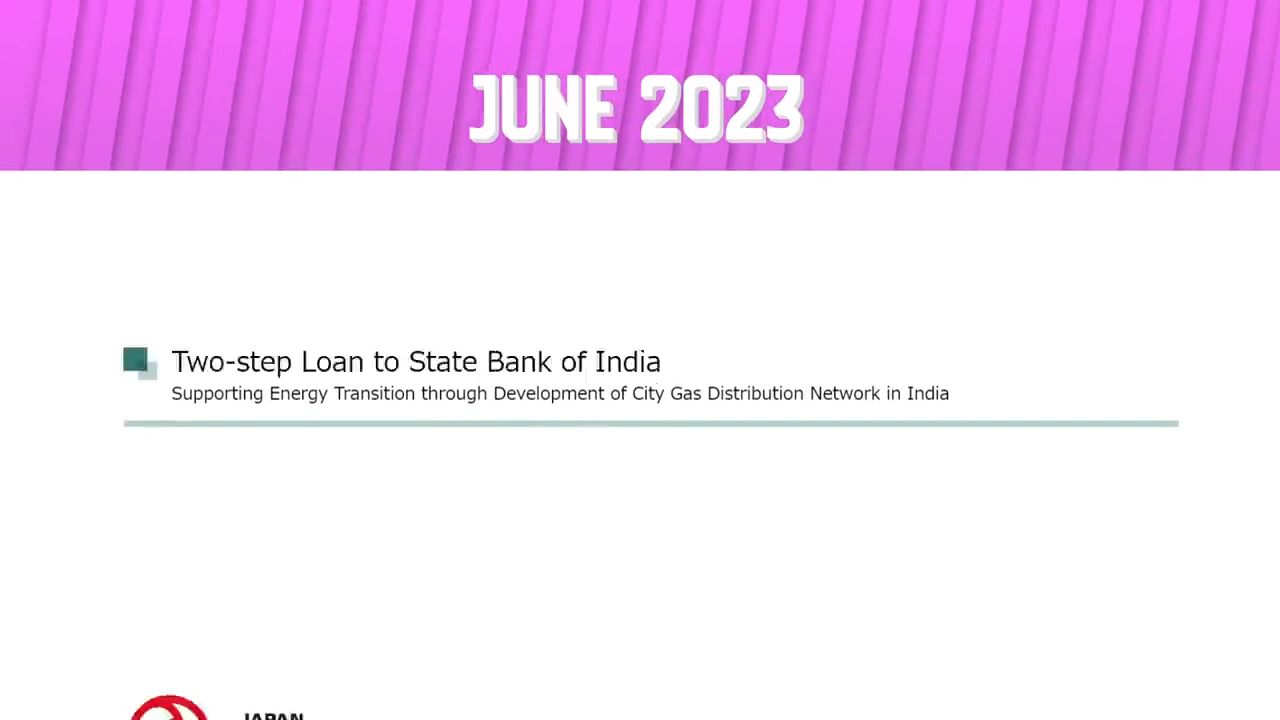 JUNE 2023
Two-step Loan to State Bank of India
Supporting Energy Transition through Development of City Gas Distribution Network in India
JAPAN